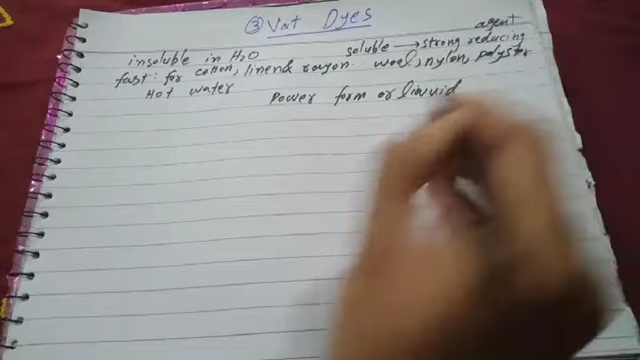 ③ Vat Dyes
agent
insoluble in H₂O soluble → strong reducing
fast: for cotton, linen & rayon. wool, nylon, polyster
Hot water Power form or liquid